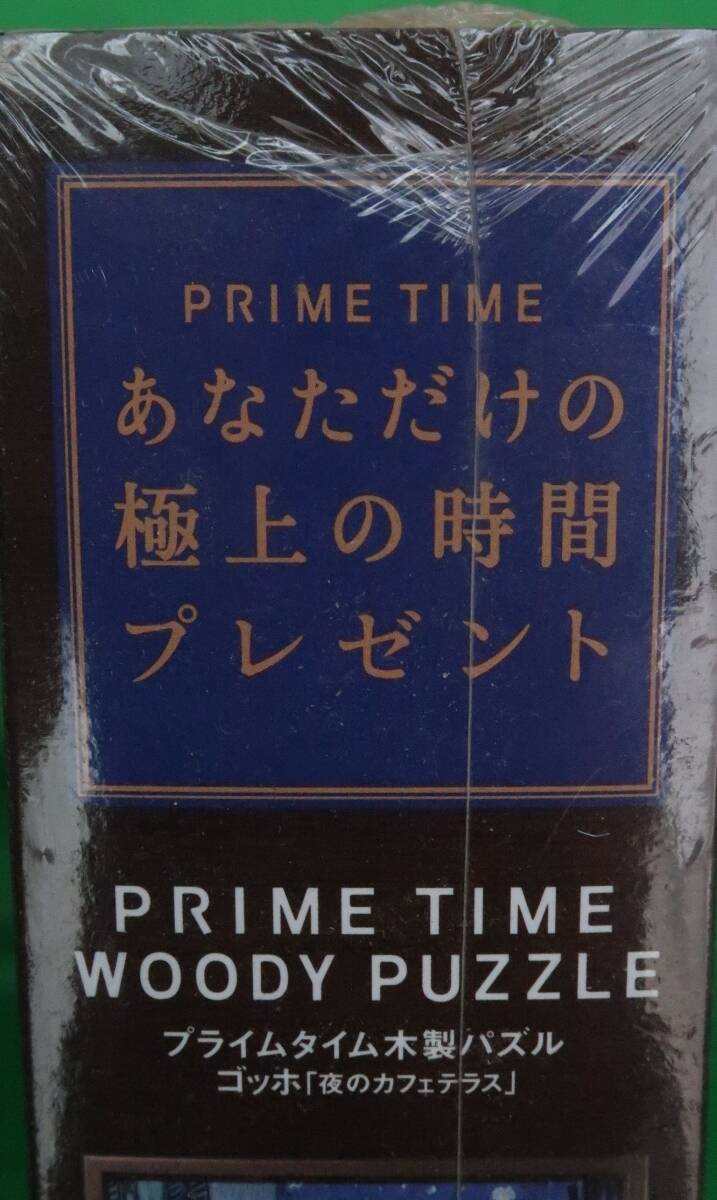 PRIME TIME
あなただけの
極上の時間
プレゼント
PRIME TIME
WOODY PUZZLE
プライムタイム木製パズル
ゴッホ「夜のカフェテラス」